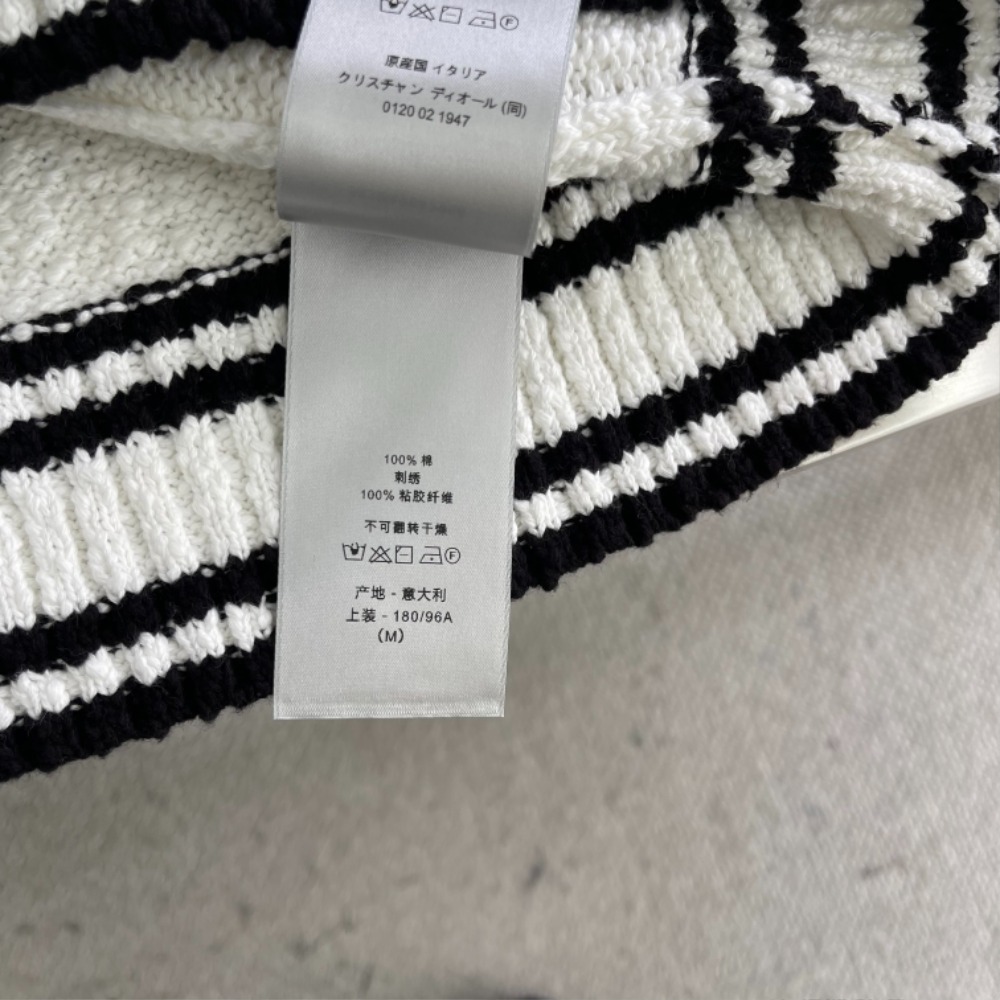 原産国 イタリア
クリスチャン ディオール (同)
0120 02 1947
100% 棉
刺绣
100% 粘胶纤维
不可翻转干燥
Ⓕ
产地 - 意大利
上装 - 180/96A
(M)